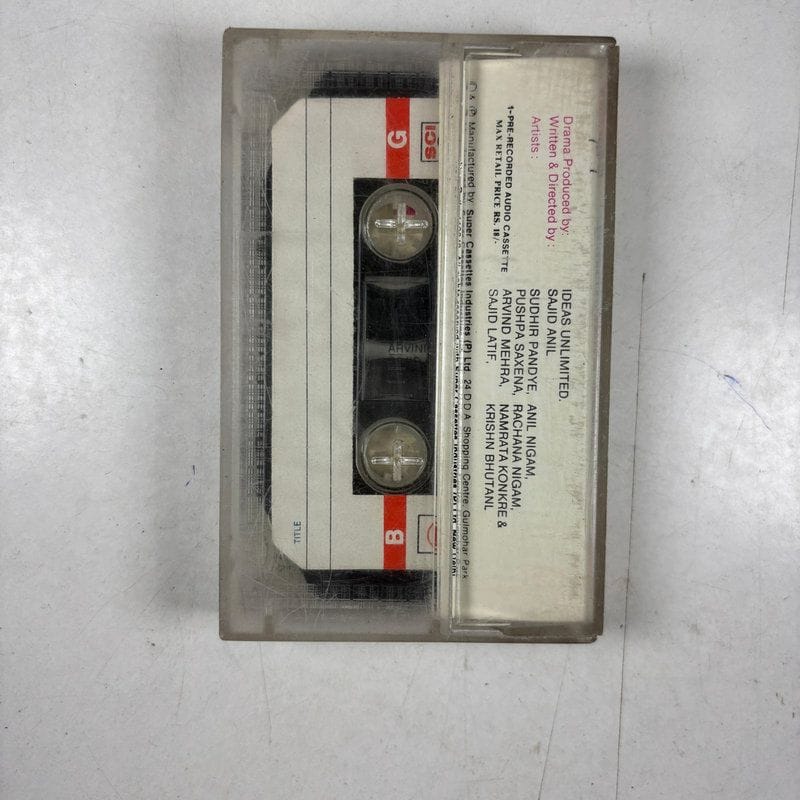 Drama Produced by: IDEAS UNLIMITED.
Written & Directed by: SAJID ANIL
Artists: SUDHIR PANDYE, ANIL NIGAM,
PUSHPA SAXENA, RACHANA NIGAM,
ARVIND MEHRA, NAMRATA KONKRE &
SAJID LATIF, KRISHN BHUTANI.
1-PRE-RECORDED AUDIO CASSETTE
MAX RETAIL PRICE RS. 18/-
© & ℗ Manufactured by Super Cassettes Industries (P) Ltd 24 D D A Shopping Centre Gulmohar Park
G
SCI
B
TITLE
ARVIND